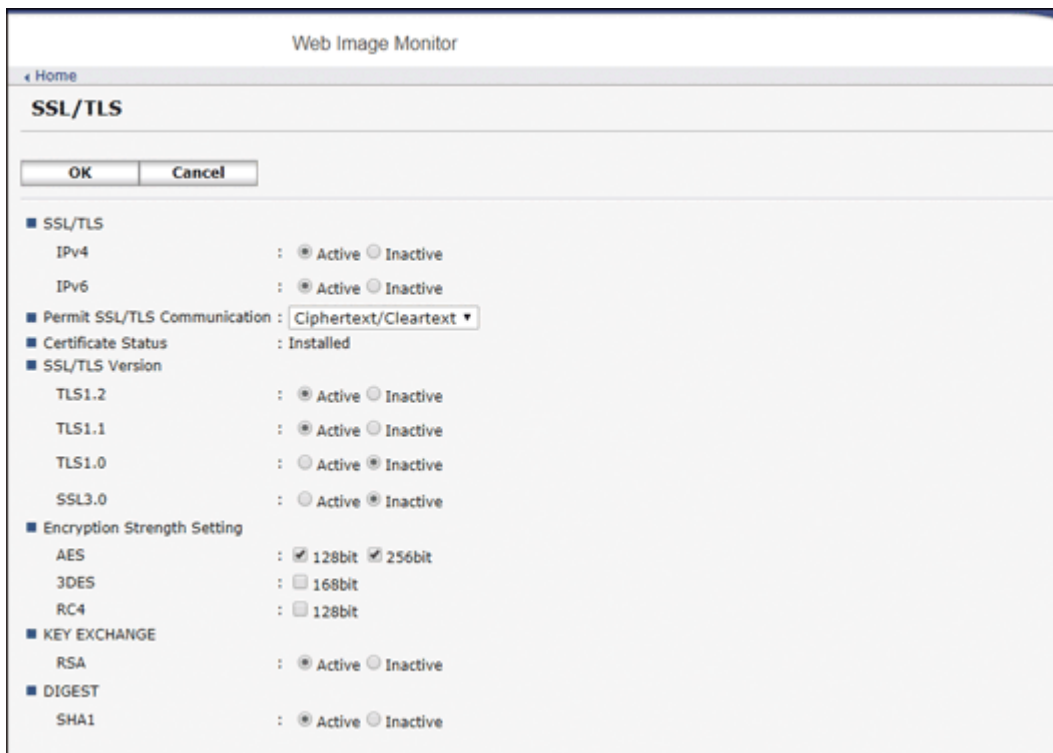 Web Image Monitor
Home
SSL/TLS
OK Cancel
SSL/TLS
IPv4 : Active Inactive
IPv6 : Active Inactive
Permit SSL/TLS Communication : Ciphertext/Cleartext
Certificate Status : Installed
SSL/TLS Version
TLS1.2 : Active Inactive
TLS1.1 : Active Inactive
TLS1.0 : Active Inactive
SSL3.0 : Active Inactive
Encryption Strength Setting
AES : 128bit 256bit
3DES : 168bit
RC4 : 128bit
KEY EXCHANGE
RSA : Active Inactive
DIGEST
SHA1 : Active Inactive